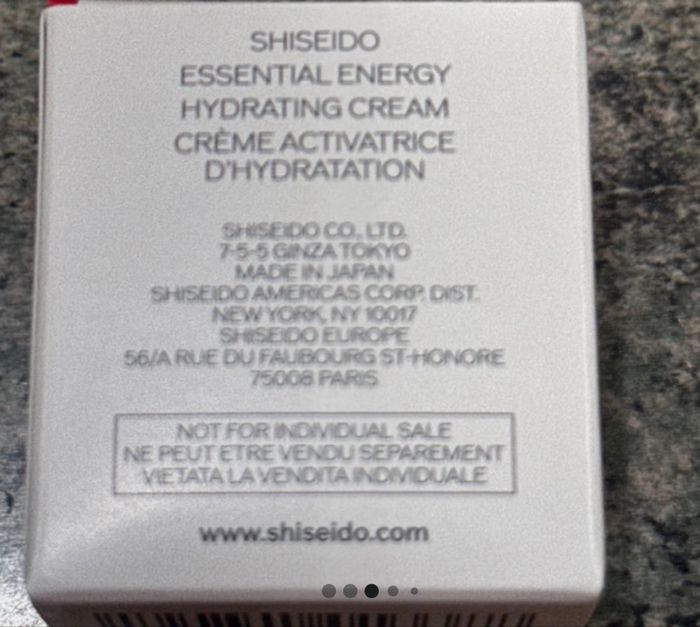 SHISEIDO
ESSENTIAL ENERGY
HYDRATING CREAM
CRÈME ACTIVATRICE
D'HYDRATATION
SHISEIDO CO., LTD.
7-5-5 GINZA TOKYO
MADE IN JAPAN
SHISEIDO AMERICAS CORP. DIST.
NEW YORK, NY 10017
SHISEIDO EUROPE
56/A RUE DU FAUBOURG ST-HONORE
75008 PARIS
NOT FOR INDIVIDUAL SALE
NE PEUT ETRE VENDU SEPAREMENT
VIETATA LA VENDITA INDIVIDUALE
www.shiseido.com